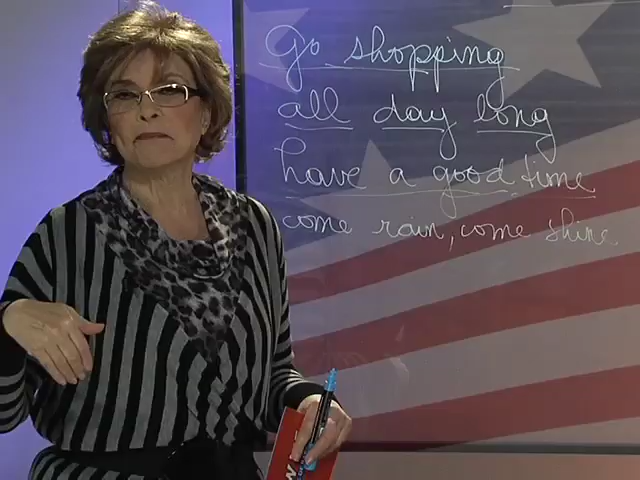 Go shopping
all day long
have a good time
come rain, come shine.